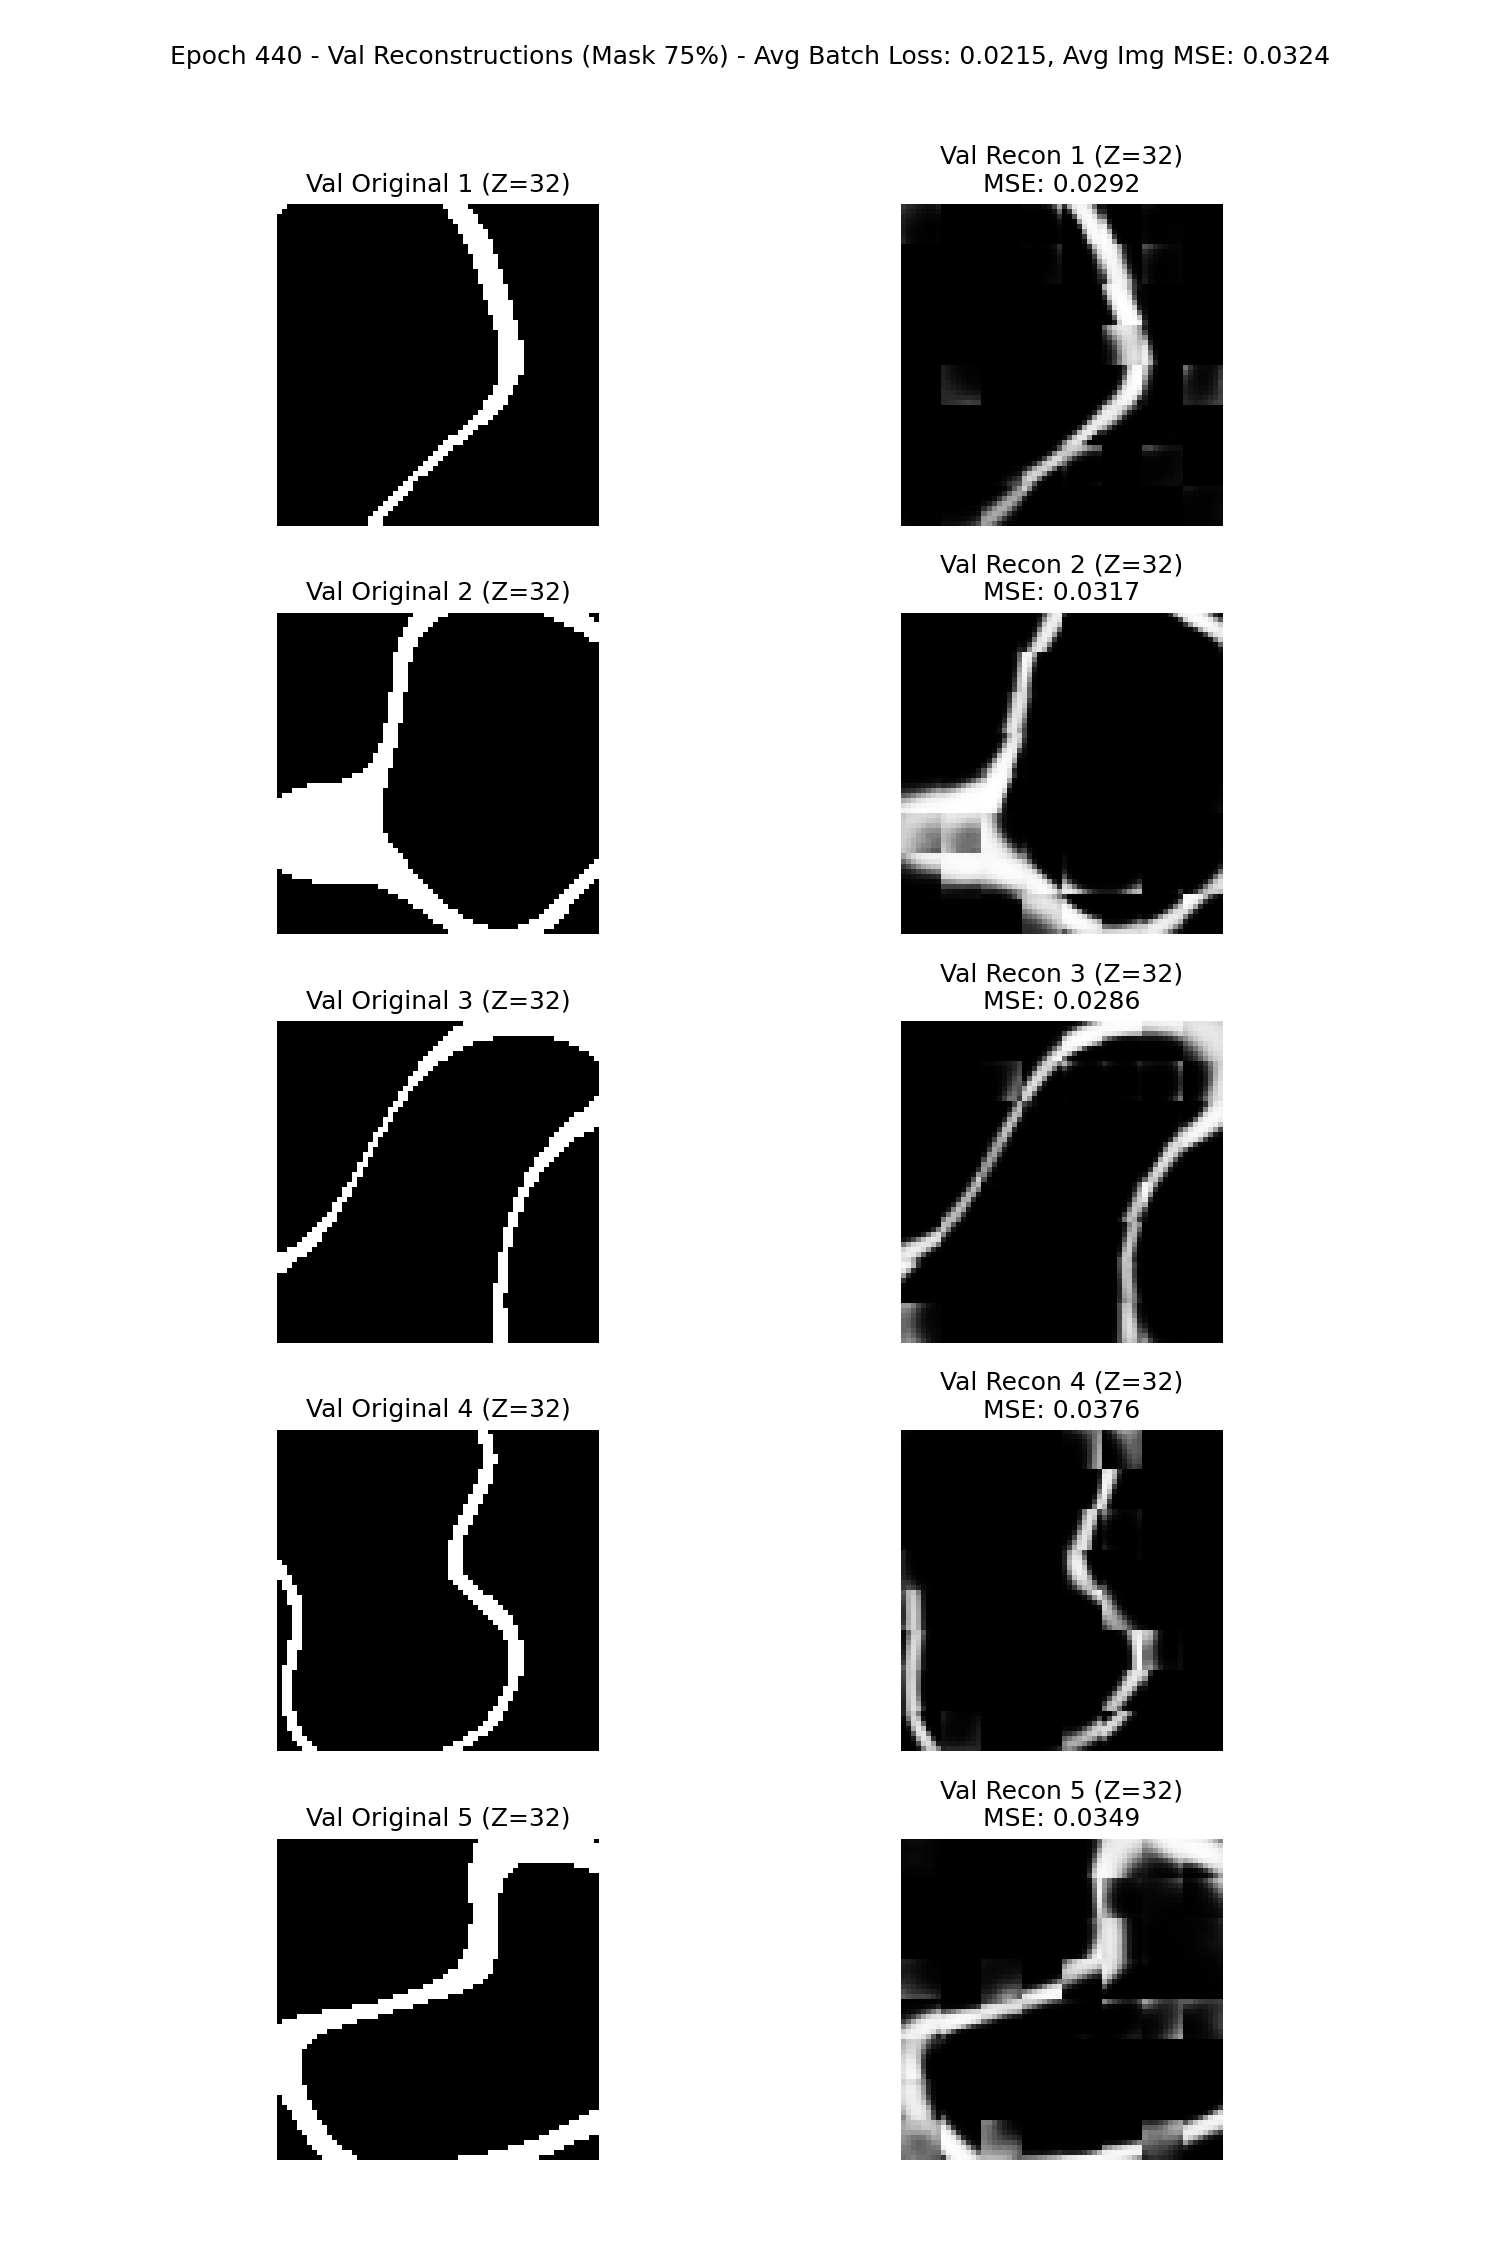 Epoch 440 - Val Reconstructions (Mask 75%) - Avg Batch Loss: 0.0215, Avg Img MSE: 0.0324
Val Original 1 (Z=32)
Val Recon 1 (Z=32)
MSE: 0.0292
Val Original 2 (Z=32)
Val Recon 2 (Z=32)
MSE: 0.0317
Val Original 3 (Z=32)
Val Recon 3 (Z=32)
MSE: 0.0286
Val Original 4 (Z=32)
Val Recon 4 (Z=32)
MSE: 0.0376
Val Original 5 (Z=32)
Val Recon 5 (Z=32)
MSE: 0.0349